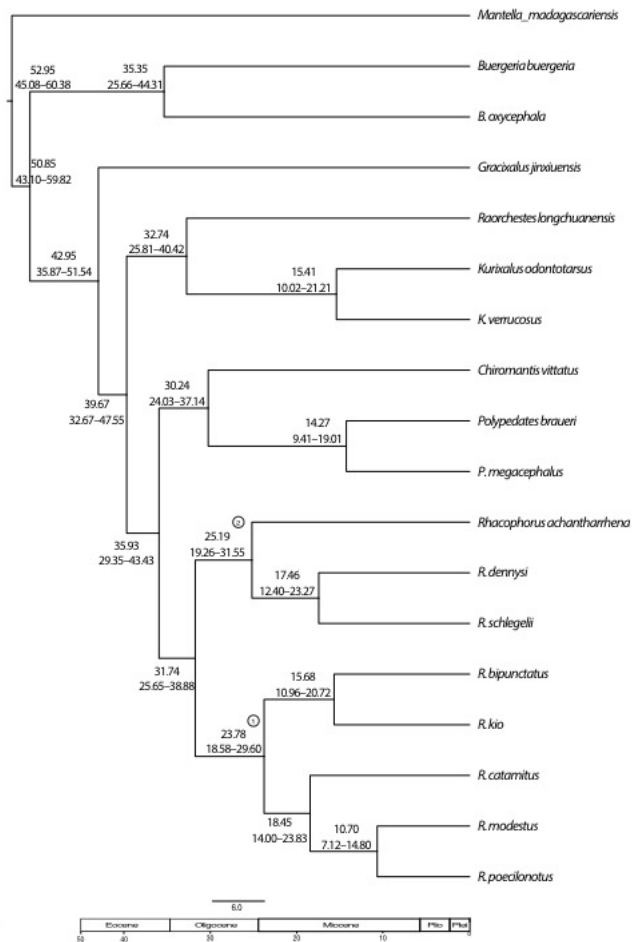 Mantella_madagascariensis
52.95
45.08–60.38
35.35
25.66–44.31
Buergeria buergeria
B. oxycephala
50.85
43.10–59.82
Gracixalus jinxiuensis
42.95
35.87–51.54
32.74
25.81–40.42
Raorchestes longchuanensis
15.41
10.02–21.21
Kurixalus odontotarsus
K. verrucosus
39.67
32.67–47.55
30.24
24.03–37.14
Chiromantis vittatus
14.27
9.41–19.01
Polypedates braueri
P. megacephalus
35.93
29.35–43.43
2
25.19
19.26–31.55
Rhacophorus achantharrhena
17.46
12.40–23.27
R. dennysi
R. schlegelii
31.74
25.65–38.88
1
23.78
18.58–29.60
15.68
10.96–20.72
R. bipunctatus
R. kio
R. catamitus
18.45
14.00–23.83
10.70
7.12–14.80
R. modestus
R. poecilonotus
6.0
Eocene Oligocene Miocene Plio Plei
50 40 30 20 10 0